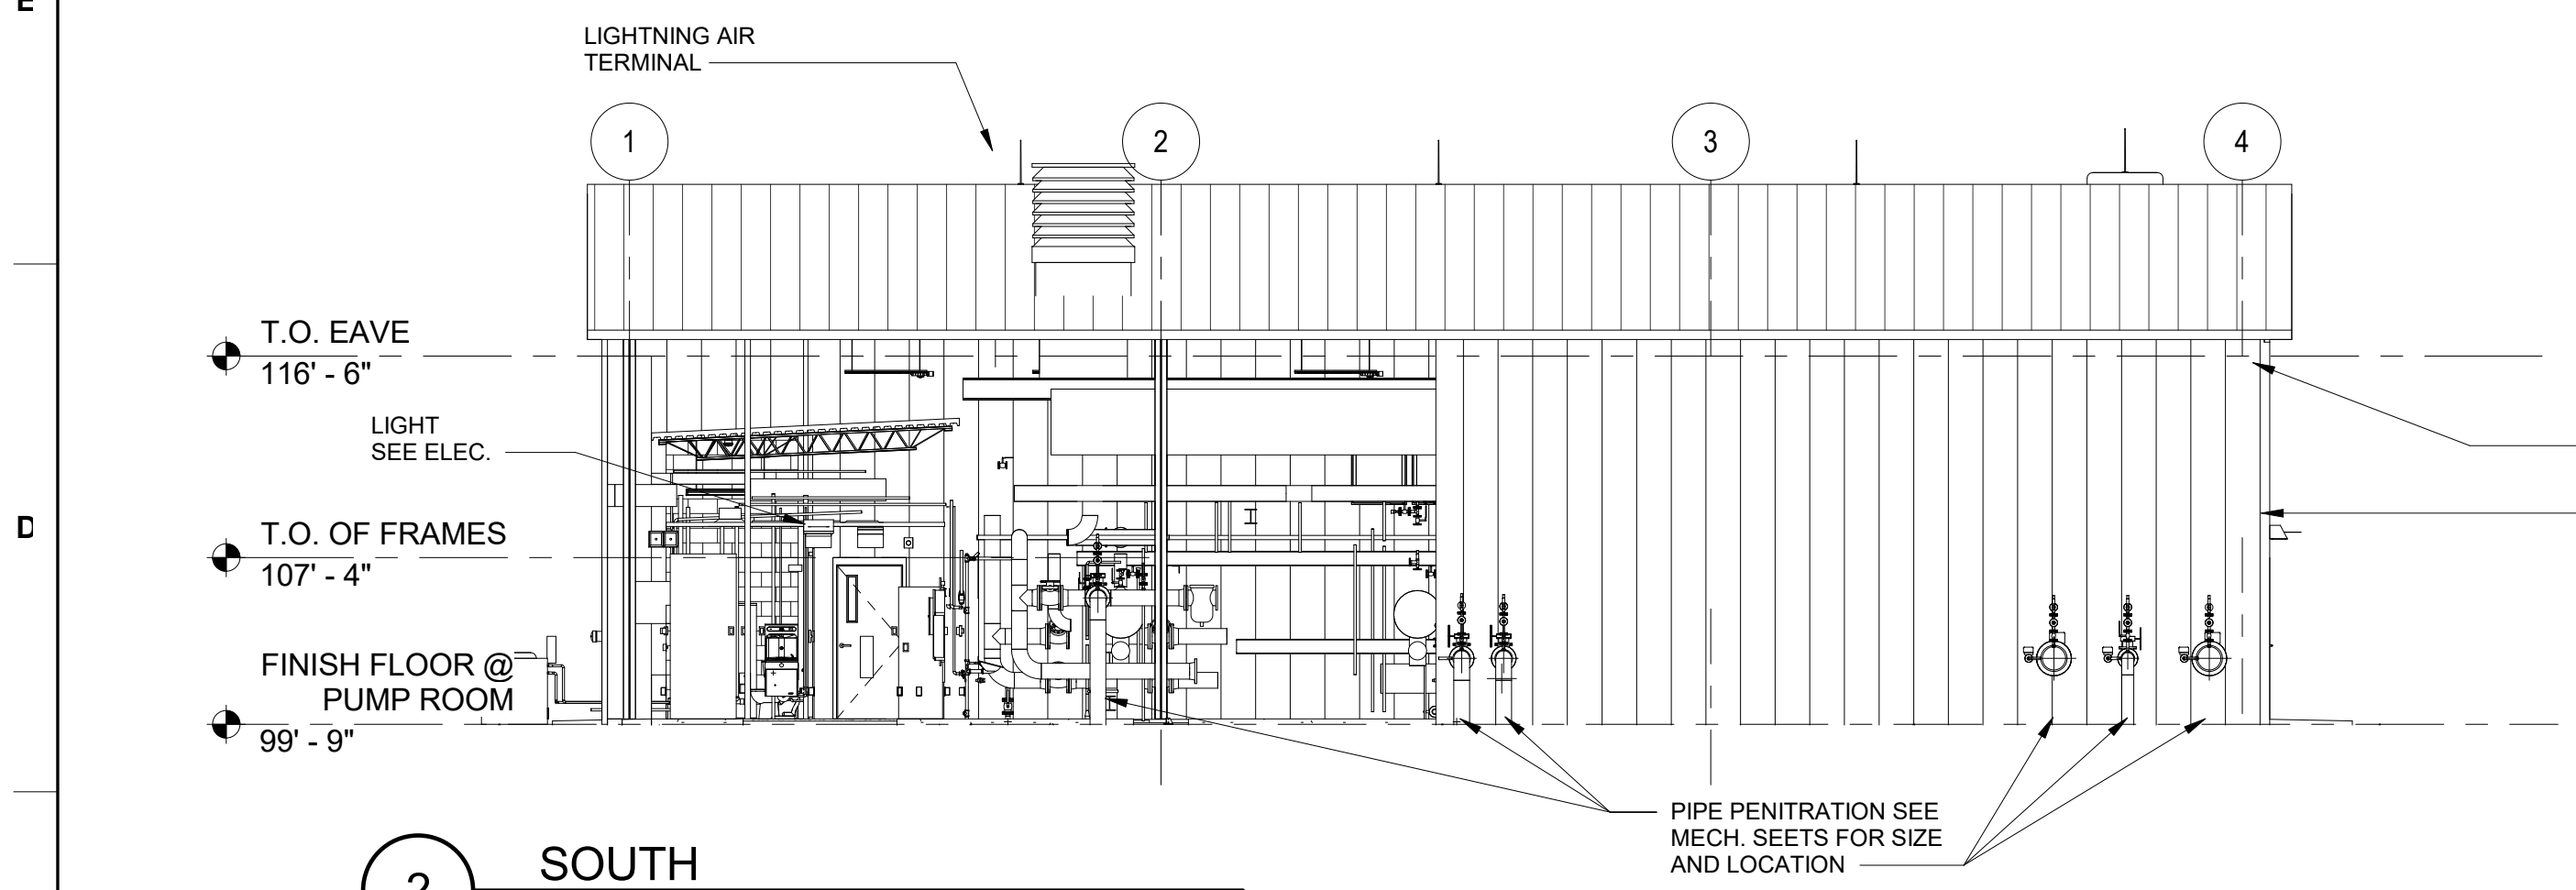 E
LIGHTNING AIR
TERMINAL
1
2
3
4
T.O. EAVE
116' - 6"
LIGHT
SEE ELEC.
D
T.O. OF FRAMES
107' - 4"
FINISH FLOOR @
PUMP ROOM
99' - 9"
PIPE PENITRATION SEE
MECH. SEETS FOR SIZE
AND LOCATION
2
SOUTH